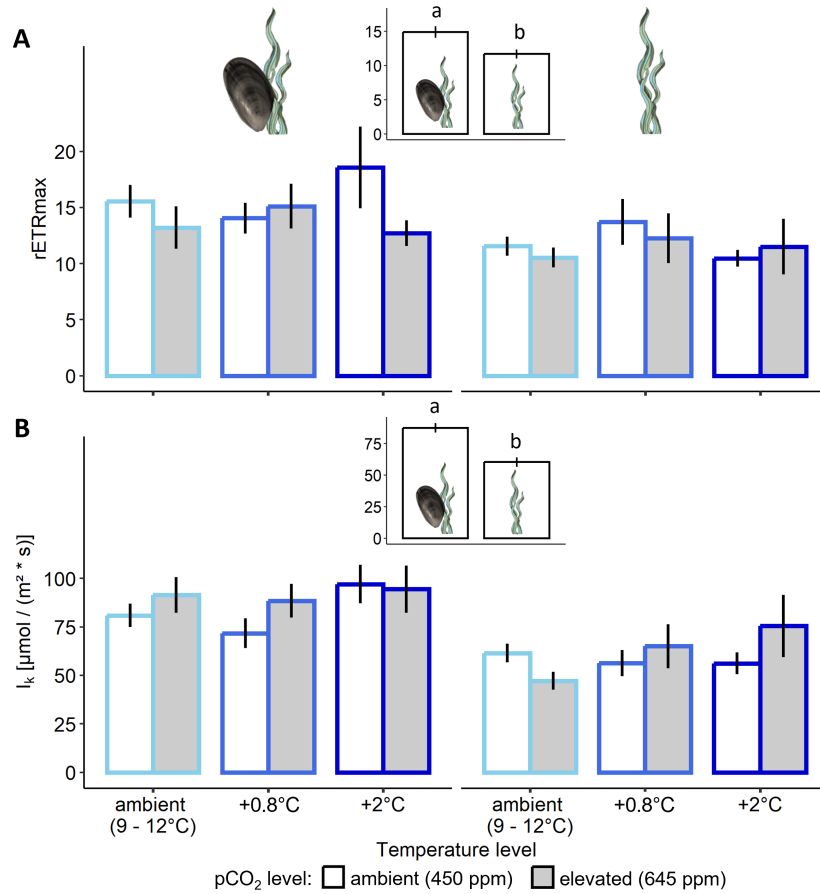 A
a
b
15
10
5
0
rETRmax
20
15
10
5
0
B
a
b
75
50
25
0
Iₖ [µmol / (m² * s)]
100
75
50
25
0
ambient +0.8°C +2°C ambient +0.8°C +2°C
(9 - 12°C) (9 - 12°C)
Temperature level
pCO₂ level: ambient (450 ppm) elevated (645 ppm)